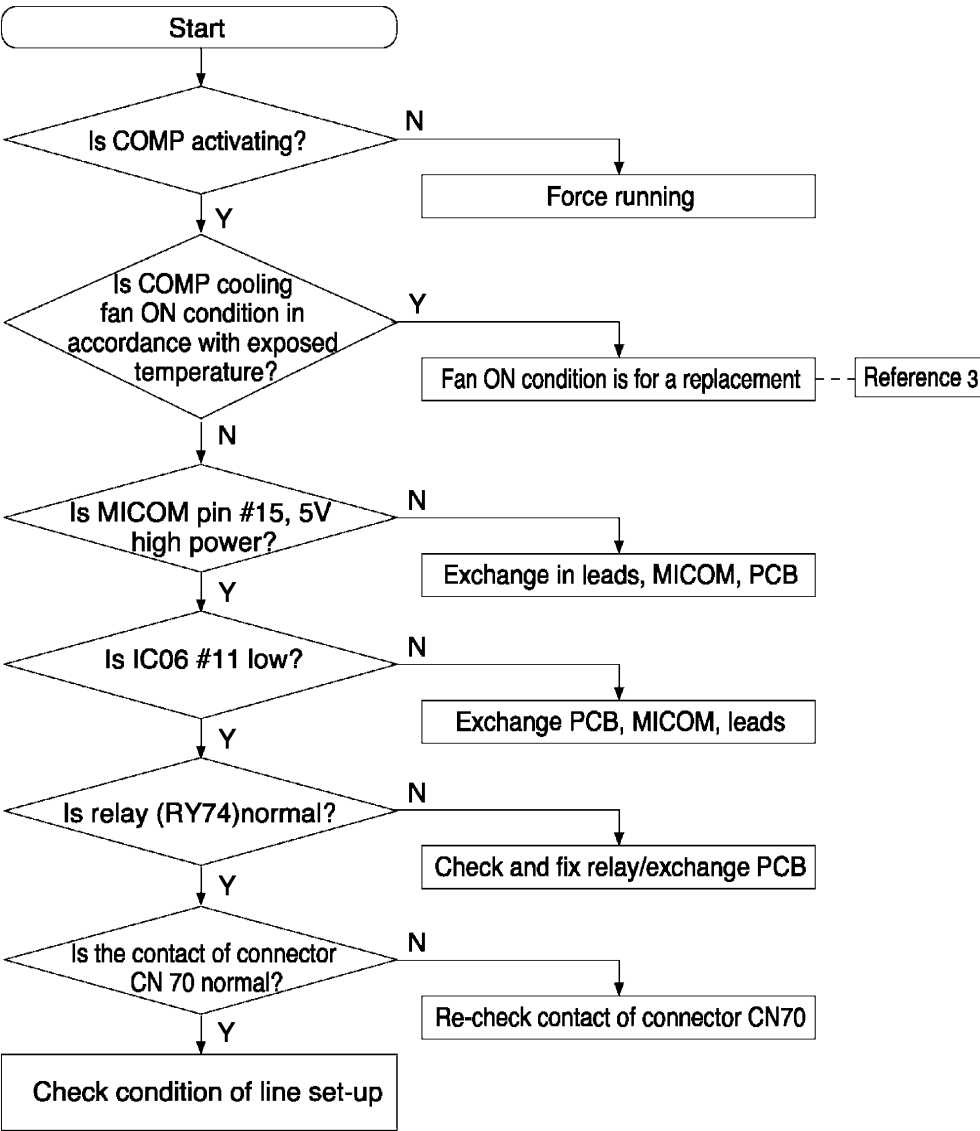 Start
Is COMP activating?
N
Force running
Y
Is COMP cooling
fan ON condition in
accordance with exposed
temperature?
Y
Fan ON condition is for a replacement
Reference 3
N
Is MICOM pin #15, 5V
high power?
N
Exchange in leads, MICOM, PCB
Y
Is IC06 #11 low?
N
Exchange PCB, MICOM, leads
Y
Is relay (RY74)normal?
N
Check and fix relay/exchange PCB
Y
Is the contact of connector
CN 70 normal?
N
Re-check contact of connector CN70
Y
Check condition of line set-up